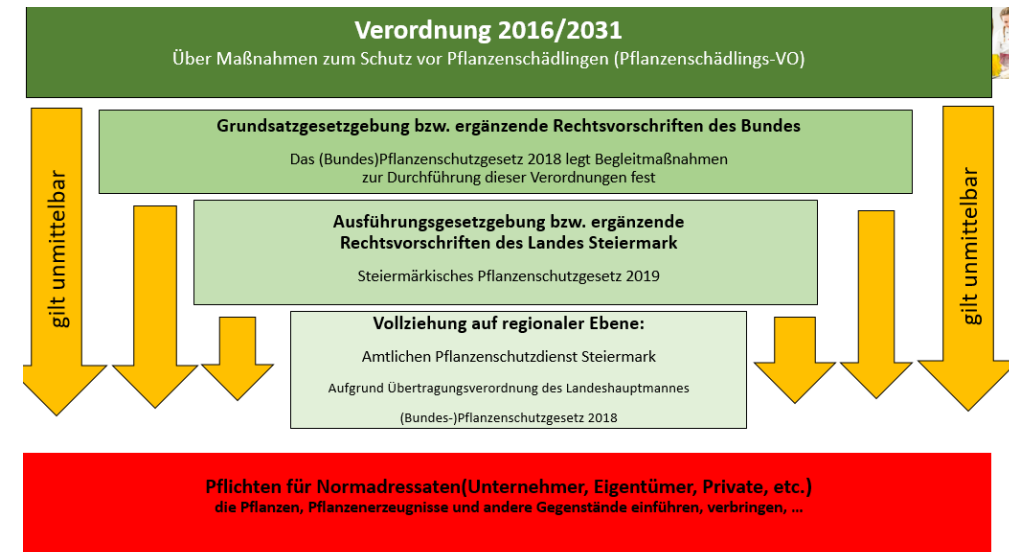 Verordnung 2016/2031
Über Maßnahmen zum Schutz vor Pflanzenschädlingen (Pflanzenschädlings-VO)
gilt unmittelbar
Grundsatzgesetzgebung bzw. ergänzende Rechtsvorschriften des Bundes
Das (Bundes)Pflanzenschutzgesetz 2018 legt Begleitmaßnahmen
zur Durchführung dieser Verordnungen fest
gilt unmittelbar
Ausführungsgesetzgebung bzw. ergänzende
Rechtsvorschriften des Landes Steiermark
Steiermärkisches Pflanzenschutzgesetz 2019
Vollziehung auf regionaler Ebene:
Amtlichen Pflanzenschutzdienst Steiermark
Aufgrund Übertragungsverordnung des Landeshauptmannes
(Bundes-)Pflanzenschutzgesetz 2018
Pflichten für Normadressaten(Unternehmer, Eigentümer, Private, etc.)
die Pflanzen, Pflanzenerzeugnisse und andere Gegenstände einführen, verbringen, ...